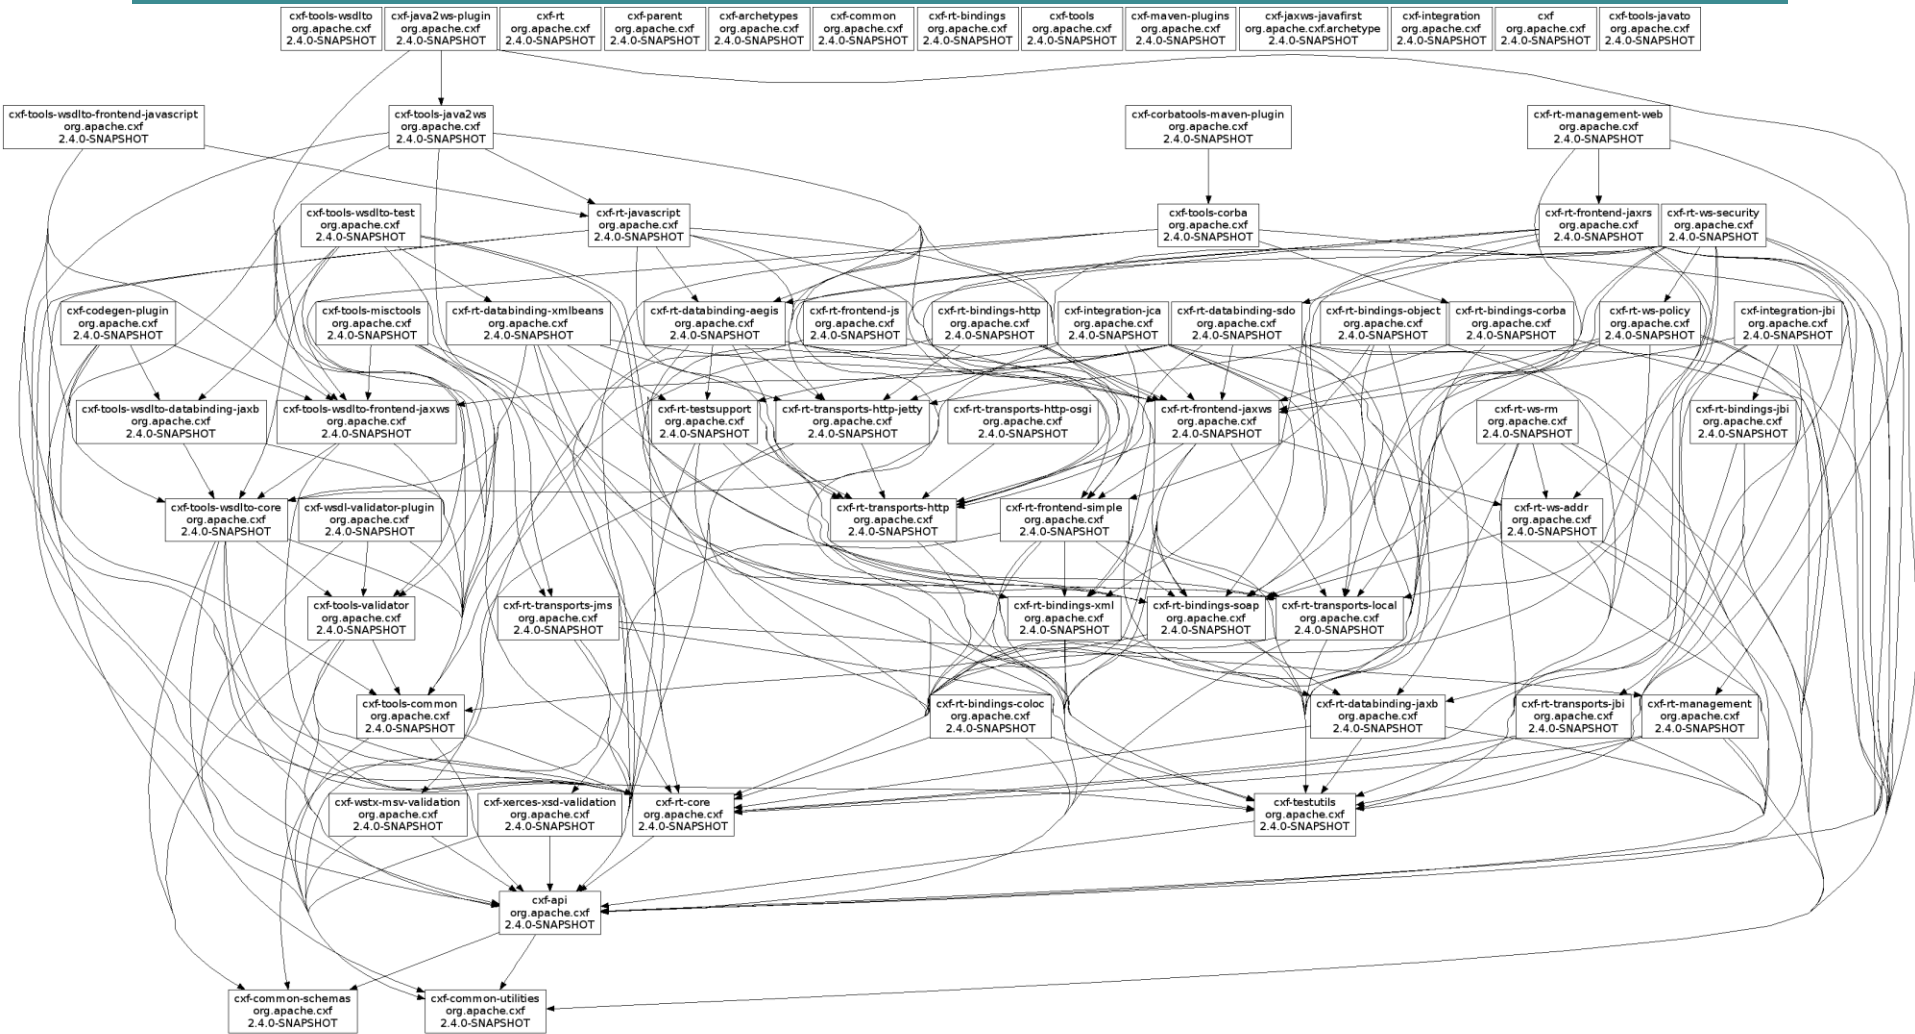 cxf-tools-wsdlto
org.apache.cxf
2.4.0-SNAPSHOT
cxf-java2ws-plugin
org.apache.cxf
2.4.0-SNAPSHOT
cxf-rt
org.apache.cxf
2.4.0-SNAPSHOT
cxf-parent
org.apache.cxf
2.4.0-SNAPSHOT
cxf-archetypes
org.apache.cxf
2.4.0-SNAPSHOT
cxf-common
org.apache.cxf
2.4.0-SNAPSHOT
cxf-rt-bindings
org.apache.cxf
2.4.0-SNAPSHOT
cxf-tools
org.apache.cxf
2.4.0-SNAPSHOT
cxf-maven-plugins
org.apache.cxf
2.4.0-SNAPSHOT
cxf-jaxws-javafirst
org.apache.cxf.archetype
2.4.0-SNAPSHOT
cxf-integration
org.apache.cxf
2.4.0-SNAPSHOT
cxf
org.apache.cxf
2.4.0-SNAPSHOT
cxf-tools-javato
org.apache.cxf
2.4.0-SNAPSHOT
cxf-tools-wsdlto-frontend-javascript
org.apache.cxf
2.4.0-SNAPSHOT
cxf-tools-java2ws
org.apache.cxf
2.4.0-SNAPSHOT
cxf-corbatools-maven-plugin
org.apache.cxf
2.4.0-SNAPSHOT
cxf-rt-management-web
org.apache.cxf
2.4.0-SNAPSHOT
cxf-tools-wsdlto-test
org.apache.cxf
2.4.0-SNAPSHOT
cxf-rt-javascript
org.apache.cxf
2.4.0-SNAPSHOT
cxf-tools-corba
org.apache.cxf
2.4.0-SNAPSHOT
cxf-rt-frontend-jaxrs
org.apache.cxf
2.4.0-SNAPSHOT
cxf-rt-ws-security
org.apache.cxf
2.4.0-SNAPSHOT
cxf-codegen-plugin
org.apache.cxf
2.4.0-SNAPSHOT
cxf-tools-misctools
org.apache.cxf
2.4.0-SNAPSHOT
cxf-rt-databinding-xmlbeans
org.apache.cxf
2.4.0-SNAPSHOT
cxf-rt-databinding-aegis
org.apache.cxf
2.4.0-SNAPSHOT
cxf-rt-frontend-js
org.apache.cxf
2.4.0-SNAPSHOT
cxf-rt-bindings-http
org.apache.cxf
2.4.0-SNAPSHOT
cxf-integration-jca
org.apache.cxf
2.4.0-SNAPSHOT
cxf-rt-databinding-sdo
org.apache.cxf
2.4.0-SNAPSHOT
cxf-rt-bindings-object
org.apache.cxf
2.4.0-SNAPSHOT
cxf-rt-bindings-corba
org.apache.cxf
2.4.0-SNAPSHOT
cxf-rt-ws-policy
org.apache.cxf
2.4.0-SNAPSHOT
cxf-integration-jbi
org.apache.cxf
2.4.0-SNAPSHOT
cxf-tools-wsdlto-databinding-jaxb
org.apache.cxf
2.4.0-SNAPSHOT
cxf-tools-wsdlto-frontend-jaxws
org.apache.cxf
2.4.0-SNAPSHOT
cxf-rt-testsupport
org.apache.cxf
2.4.0-SNAPSHOT
cxf-rt-transports-http-jetty
org.apache.cxf
2.4.0-SNAPSHOT
cxf-rt-transports-http-osgi
org.apache.cxf
2.4.0-SNAPSHOT
cxf-rt-frontend-jaxws
org.apache.cxf
2.4.0-SNAPSHOT
cxf-rt-ws-rm
org.apache.cxf
2.4.0-SNAPSHOT
cxf-rt-bindings-jbi
org.apache.cxf
2.4.0-SNAPSHOT
cxf-tools-wsdlto-core
org.apache.cxf
2.4.0-SNAPSHOT
cxf-wsdl-validator-plugin
org.apache.cxf
2.4.0-SNAPSHOT
cxf-rt-transports-http
org.apache.cxf
2.4.0-SNAPSHOT
cxf-rt-frontend-simple
org.apache.cxf
2.4.0-SNAPSHOT
cxf-rt-ws-addr
org.apache.cxf
2.4.0-SNAPSHOT
cxf-tools-validator
org.apache.cxf
2.4.0-SNAPSHOT
cxf-rt-transports-jms
org.apache.cxf
2.4.0-SNAPSHOT
cxf-rt-bindings-xml
org.apache.cxf
2.4.0-SNAPSHOT
cxf-rt-bindings-soap
org.apache.cxf
2.4.0-SNAPSHOT
cxf-rt-transports-local
org.apache.cxf
2.4.0-SNAPSHOT
cxf-tools-common
org.apache.cxf
2.4.0-SNAPSHOT
cxf-rt-bindings-coloc
org.apache.cxf
2.4.0-SNAPSHOT
cxf-rt-databinding-jaxb
org.apache.cxf
2.4.0-SNAPSHOT
cxf-rt-transports-jbi
org.apache.cxf
2.4.0-SNAPSHOT
cxf-rt-management
org.apache.cxf
2.4.0-SNAPSHOT
cxf-wstx-msv-validation
org.apache.cxf
2.4.0-SNAPSHOT
cxf-xerces-xsd-validation
org.apache.cxf
2.4.0-SNAPSHOT
cxf-rt-core
org.apache.cxf
2.4.0-SNAPSHOT
cxf-testutils
org.apache.cxf
2.4.0-SNAPSHOT
cxf-api
org.apache.cxf
2.4.0-SNAPSHOT
cxf-common-schemas
org.apache.cxf
2.4.0-SNAPSHOT
cxf-common-utilities
org.apache.cxf
2.4.0-SNAPSHOT